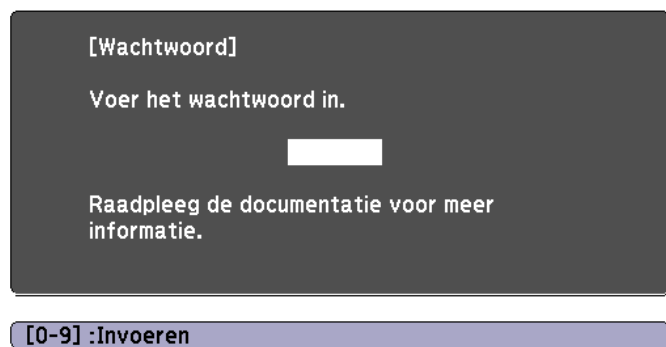 [Wachtwoord]
Voer het wachtwoord in.
Raadpleeg de documentatie voor meer
informatie.
[0-9] :Invoeren